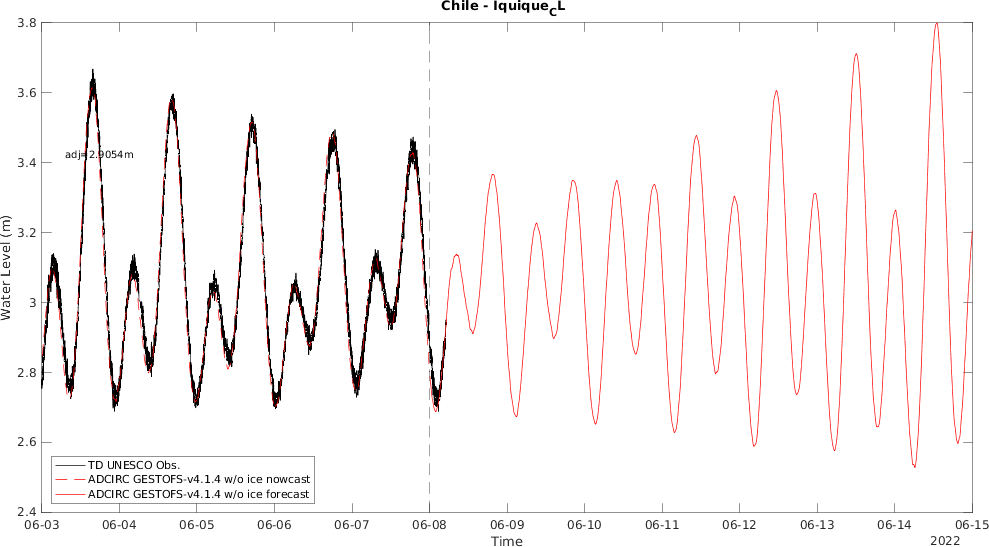 Chile - Iquique_CL
3.8
3.6
3.4
3.2
3
2.8
2.6
2.4
Water Level (m)
adj=2.9054m
TD UNESCO Obs.
ADCIRC GESTOFS-v4.1.4 w/o ice nowcast
ADCIRC GESTOFS-v4.1.4 w/o ice forecast
06-03 06-04 06-05 06-06 06-07 06-08 06-09 06-10 06-11 06-12 06-13 06-14 06-15
Time
2022